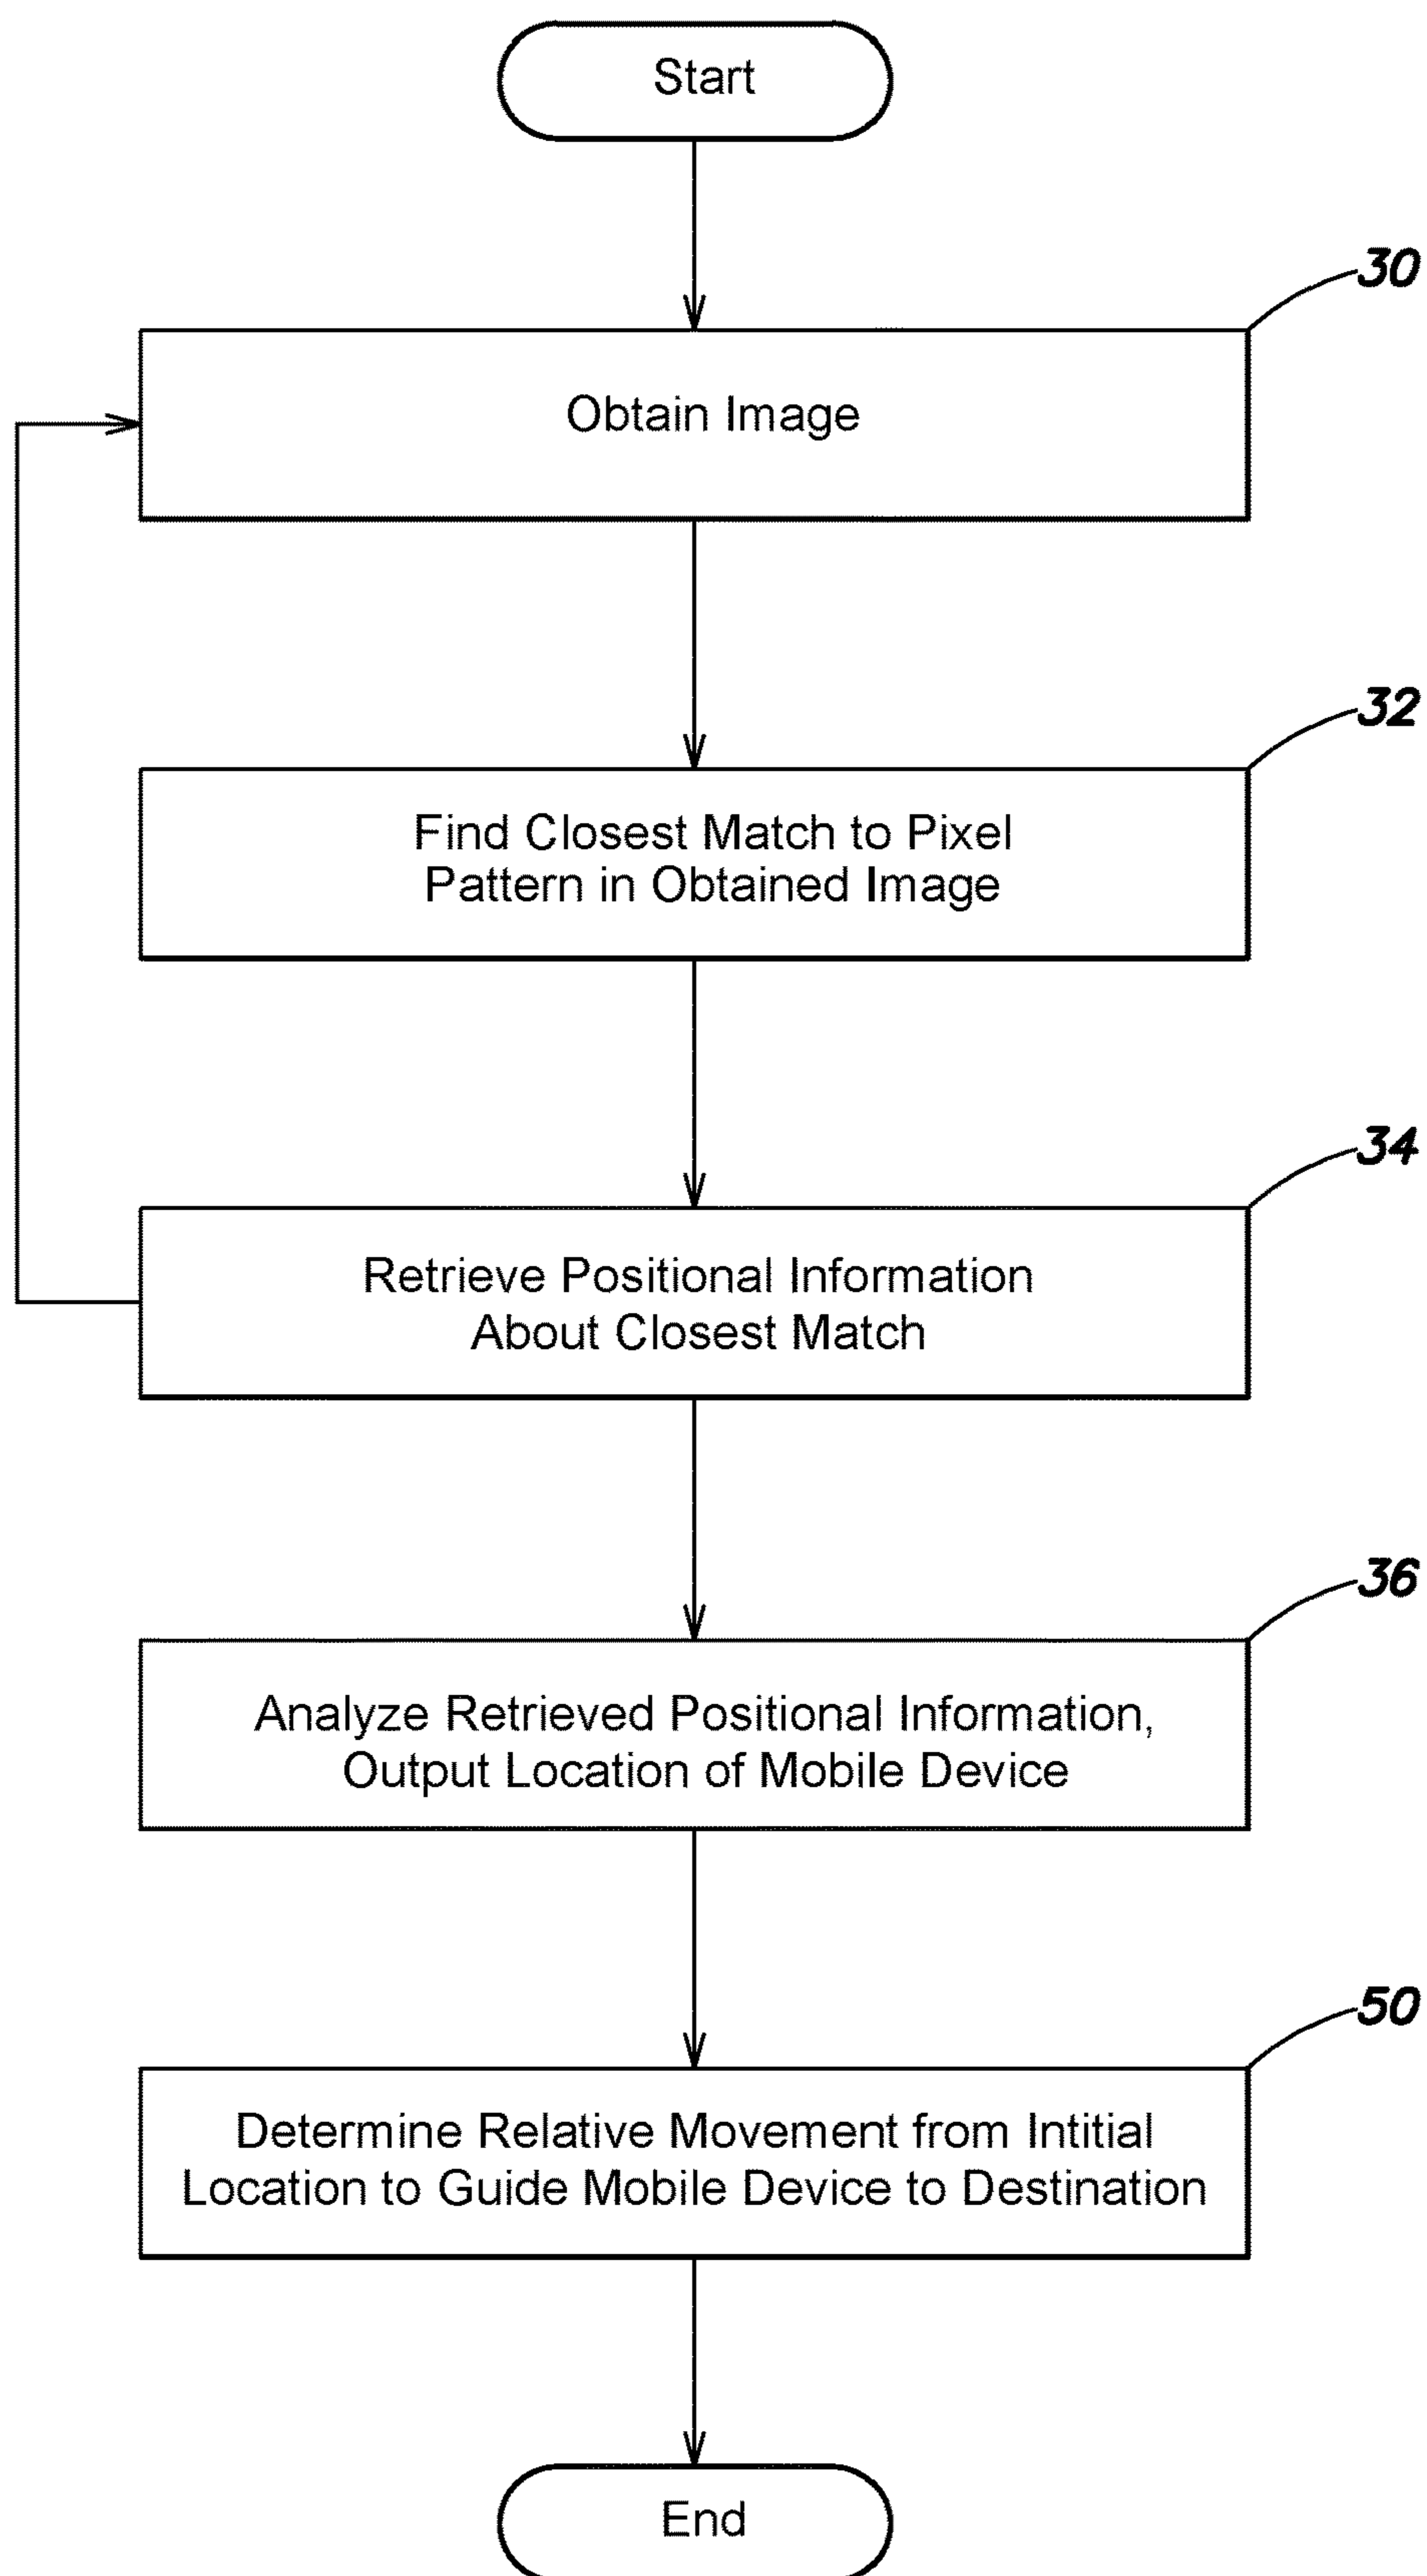 Start
30
Obtain Image
32
Find Closest Match to Pixel
Pattern in Obtained Image
34
Retrieve Positional Information
About Closest Match
36
Analyze Retrieved Positional Information,
Output Location of Mobile Device
50
Determine Relative Movement from Intitial
Location to Guide Mobile Device to Destination
End